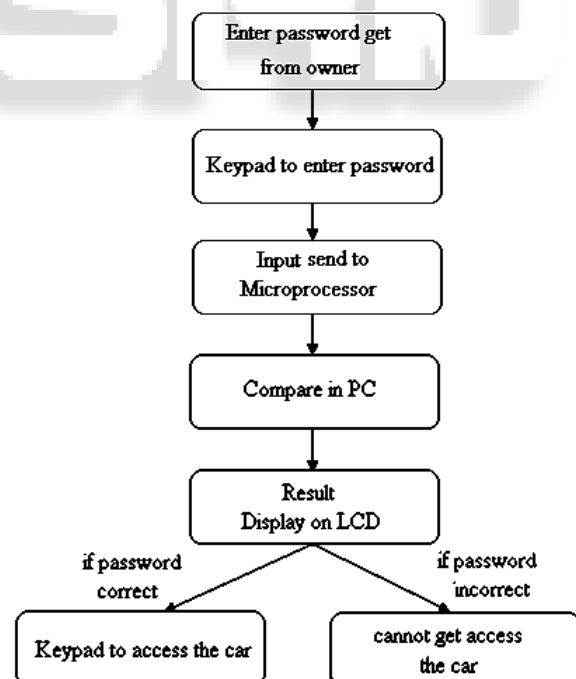 Enter password get
from owner
Keypad to enter password
Input send to
Microprocessor
Compare in PC
Result
Display on LCD
if password
correct
if password
incorrect
Keypad to access the car
cannot get access
the car